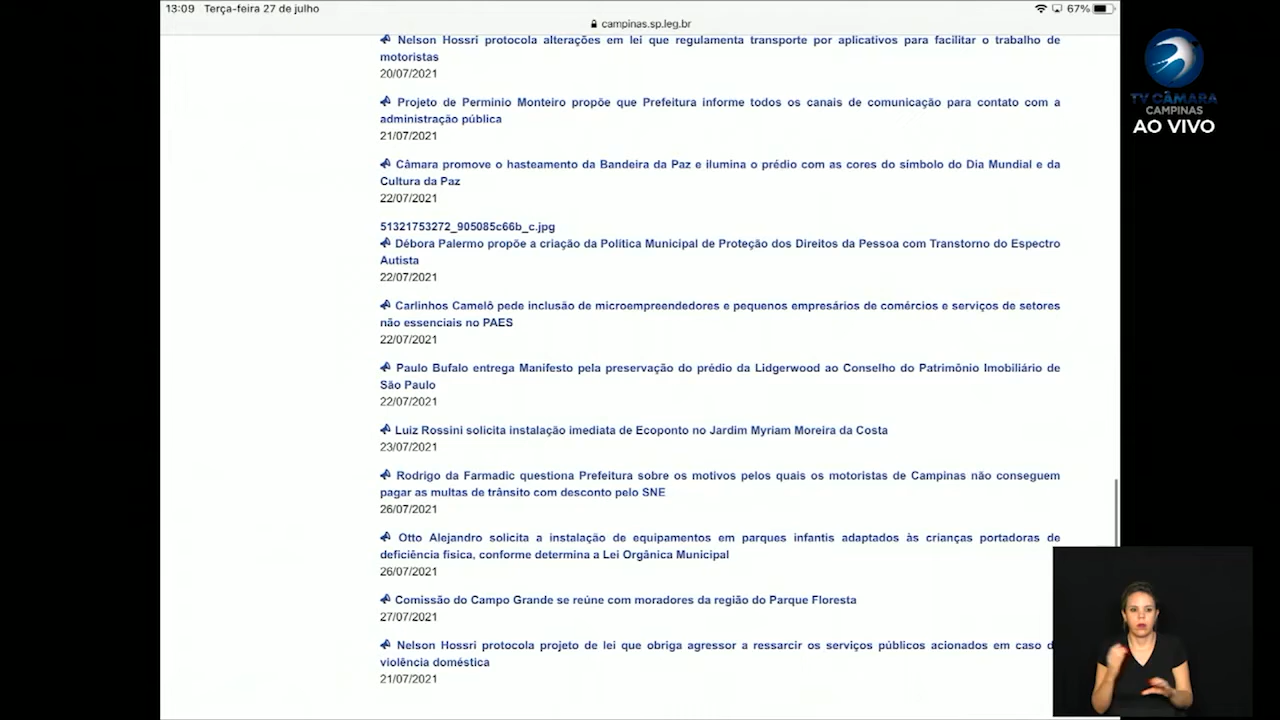 13:09 Terça-feira 27 de julho
67%
campinas.sp.leg.br
Nelson Hossri protocola alterações em lei que regulamenta transporte por aplicativos para facilitar o trabalho de
motoristas
20/07/2021
Projeto de Permínio Monteiro propõe que Prefeitura informe todos os canais de comunicação para contato com a
administração pública
21/07/2021
Câmara promove o hasteamento da Bandeira da Paz e ilumina o prédio com as cores do símbolo do Dia Mundial e da
Cultura da Paz
22/07/2021
51321753272_905085c66b_c.jpg
Débora Palermo propõe a criação da Política Municipal de Proteção dos Direitos da Pessoa com Transtorno do Espectro
Autista
22/07/2021
Carlinhos Camelô pede inclusão de microempreendedores e pequenos empresários de comércios e serviços de setores
não essenciais no PAES
22/07/2021
Paulo Bufalo entrega Manifesto pela preservação do prédio da Lidgerwood ao Conselho do Patrimônio Imobiliário de
São Paulo
22/07/2021
Luiz Rossini solicita instalação imediata de Ecoponto no Jardim Myriam Moreira da Costa
23/07/2021
Rodrigo da Farmadic questiona Prefeitura sobre os motivos pelos quais os motoristas de Campinas não conseguem
pagar as multas de trânsito com desconto pelo SNE
26/07/2021
Otto Alejandro solicita a instalação de equipamentos em parques infantis adaptados às crianças portadoras de
deficiência física, conforme determina a Lei Orgânica Municipal
26/07/2021
Comissão do Campo Grande se reúne com moradores da região do Parque Floresta
27/07/2021
Nelson Hossri protocola projeto de lei que obriga agressor a ressarcir os serviços públicos acionados em caso d
violência doméstica
21/07/2021
TV CÂMARA
CAMPINAS
AO VIVO